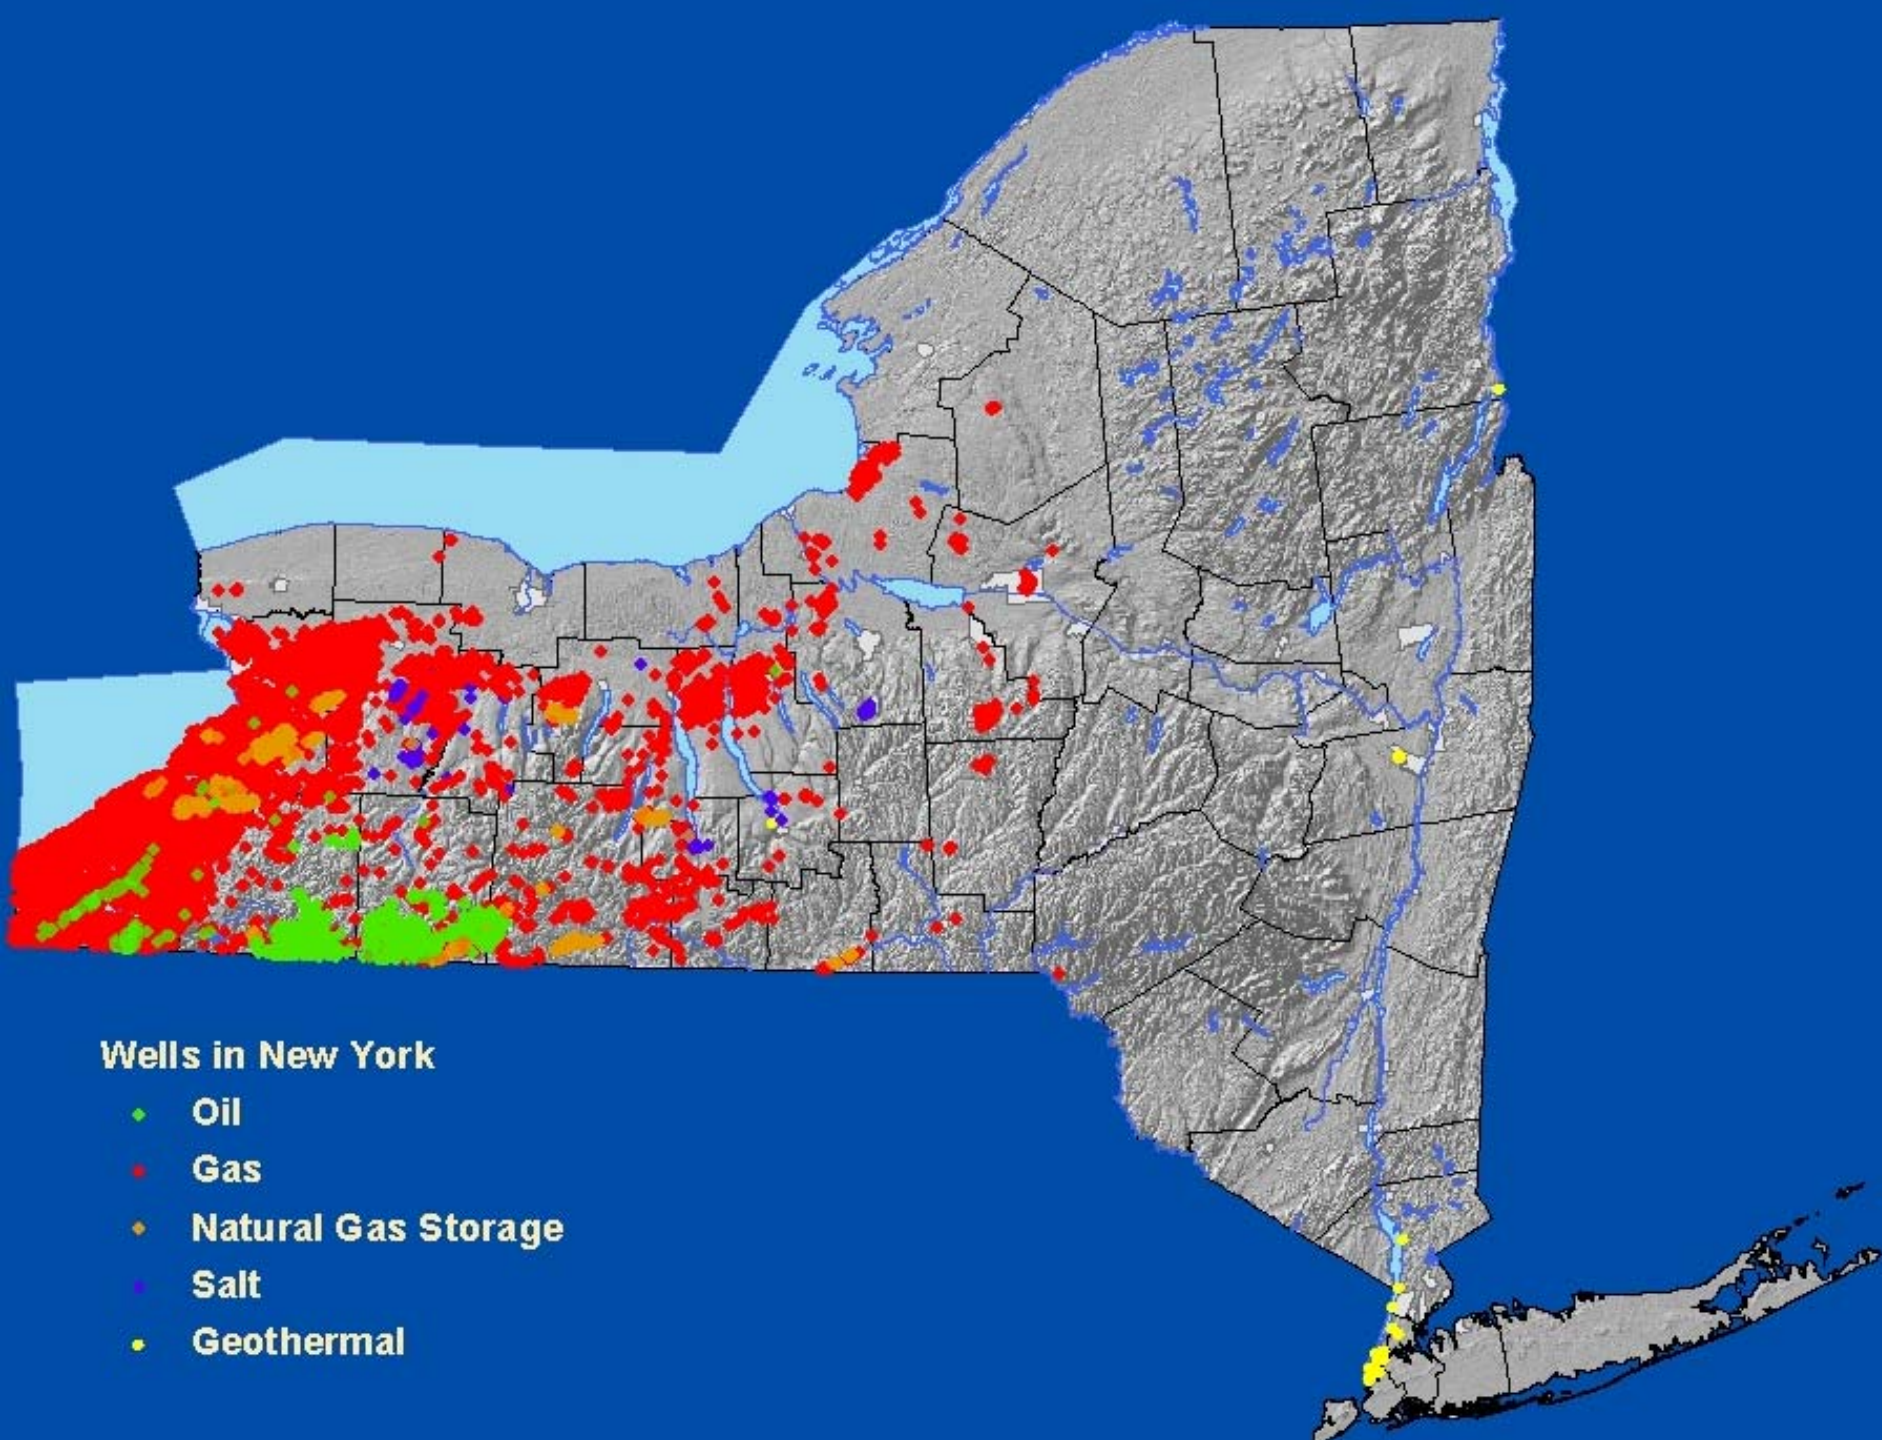 Wells in New York
Oil
Gas
Natural Gas Storage
Salt
Geothermal